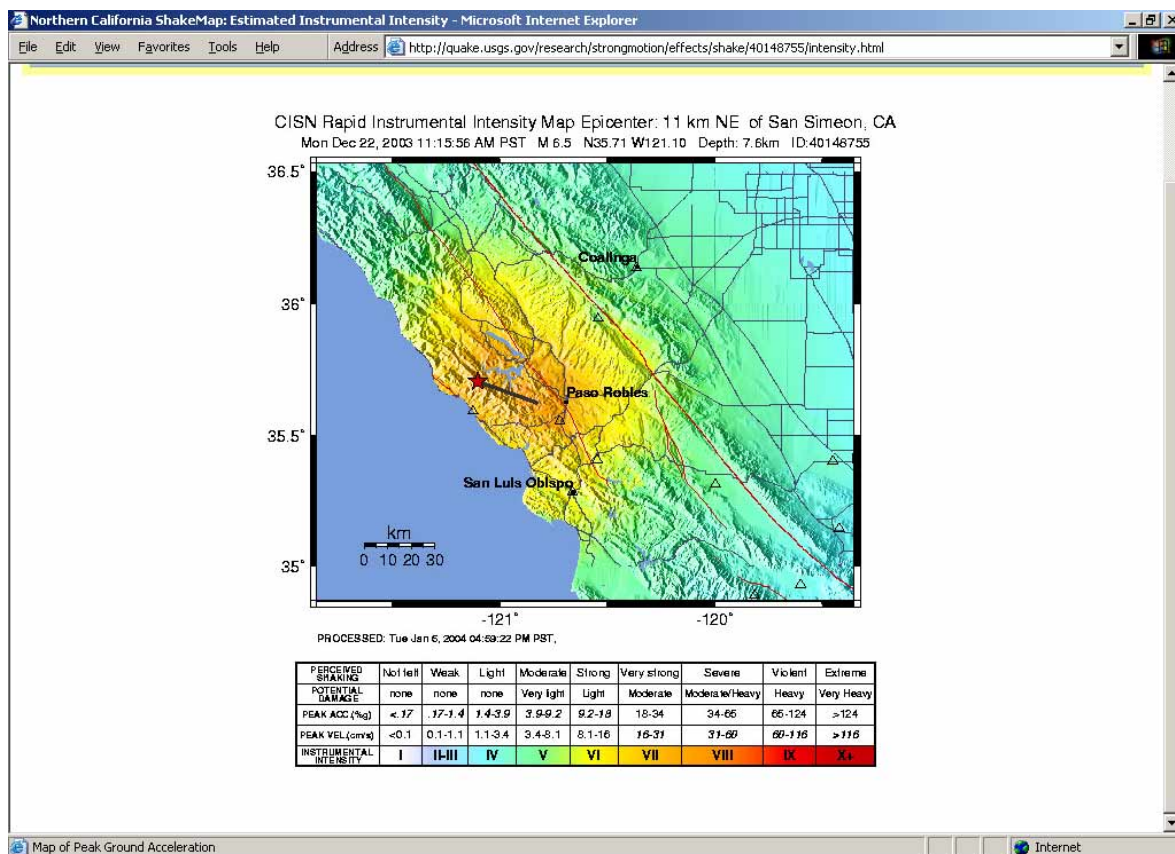 Northern California ShakeMap: Estimated Instrumental Intensity - Microsoft Internet Explorer
File Edit View Favorites Tools Help Address http://quake.usgs.gov/research/strongmotion/effects/shake/40148755/intensity.html
CISN Rapid Instrumental Intensity Map Epicenter: 11 km NE of San Simeon, CA
Mon Dec 22, 2003 11:15:56 AM PST M 6.5 N35.71 W121.10 Depth: 7.6km ID:40148755
36.5°
Coalinga
36°
Paso Robles
35.5°
San Luis Obispo
km
0 10 20 30
35°
-121° -120°
PROCESSED: Tue Jan 6, 2004 04:59:22 PM PST,
PERCEIVED SHAKING Not felt Weak Light Moderate Strong Very strong Severe Violent Extreme
POTENTIAL DAMAGE none none none Very light Light Moderate Moderate/Heavy Heavy Very Heavy
PEAK ACC.(%g) <.17 .17-1.4 1.4-3.9 3.9-9.2 9.2-18 18-34 34-65 65-124 >124
PEAK VEL.(cm/s) <0.1 0.1-1.1 1.1-3.4 3.4-8.1 8.1-16 16-31 31-60 60-116 >116
INSTRUMENTAL INTENSITY I II-III IV V VI VII VIII IX X+
Map of Peak Ground Acceleration Internet